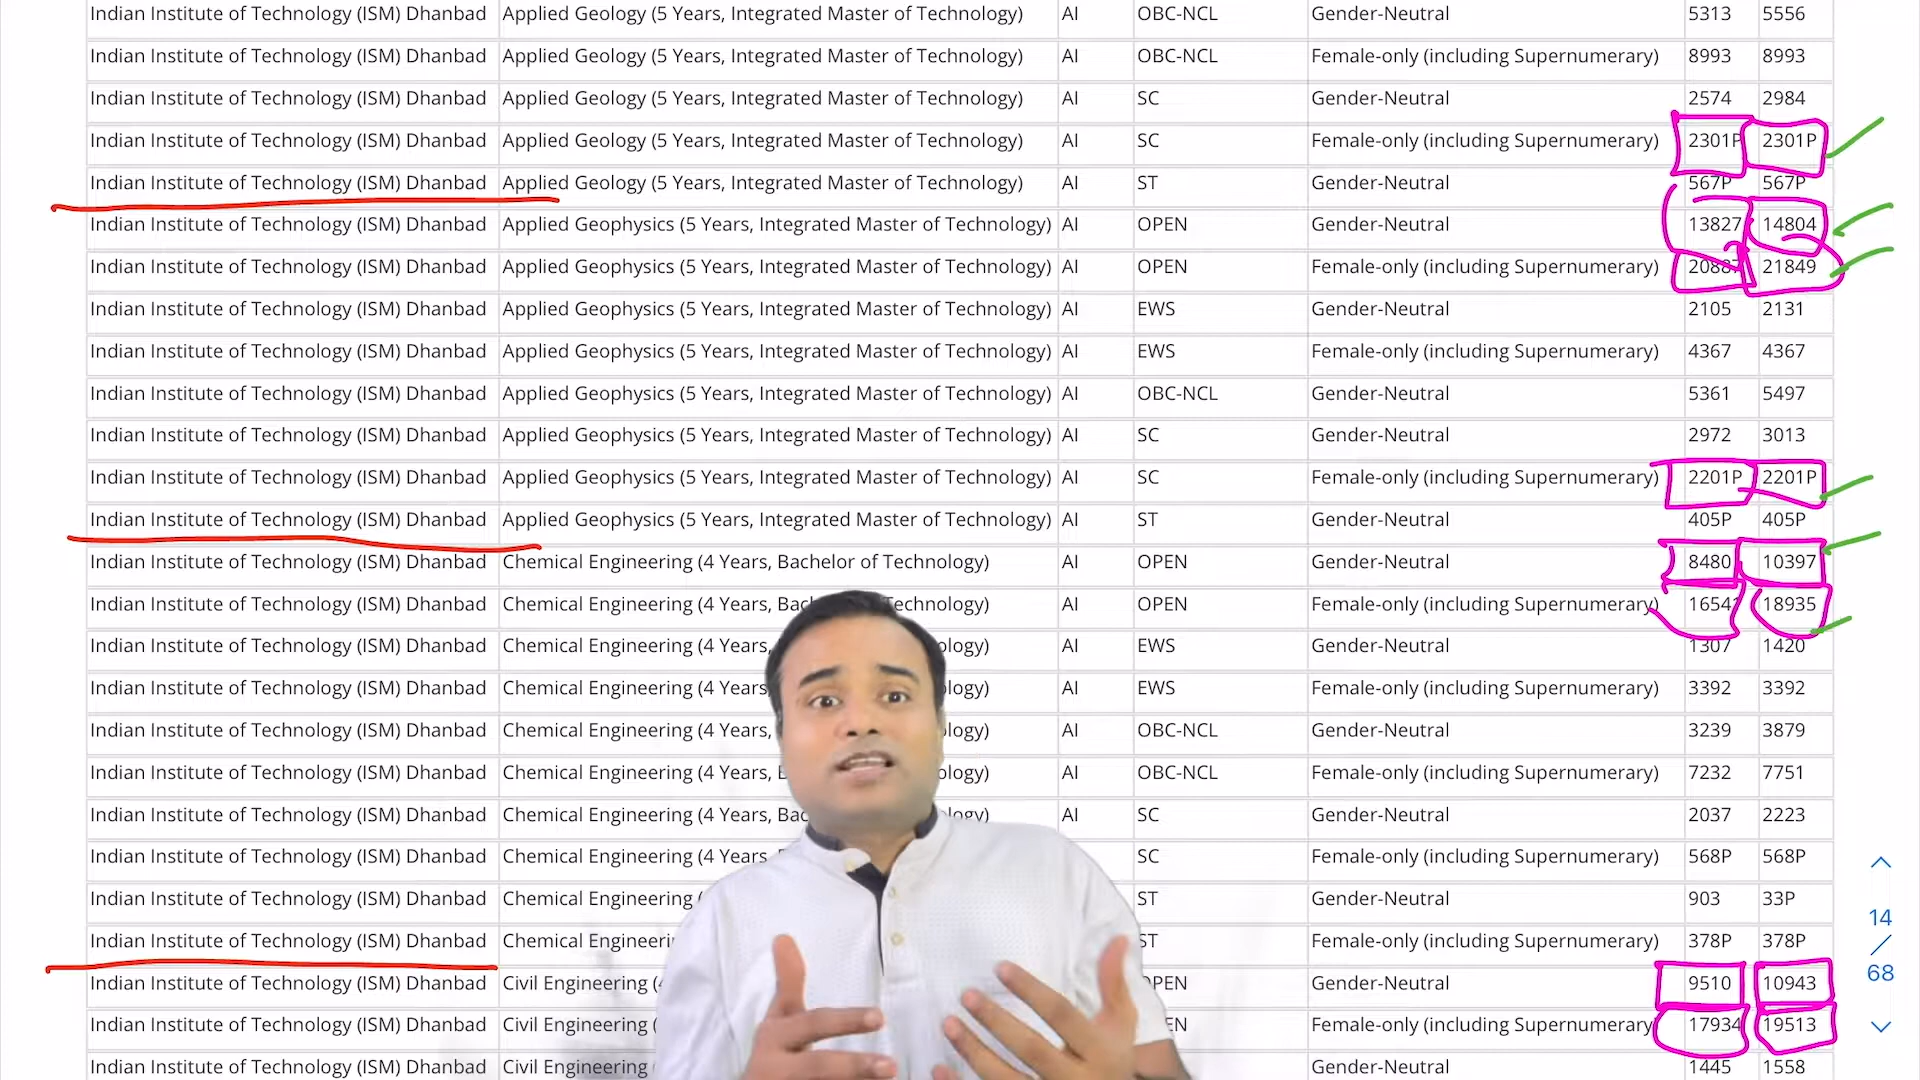 Indian Institute of Technology (ISM) Dhanbad Applied Geology (5 Years, Integrated Master of Technology) AI OBC-NCL Gender-Neutral 5313 5556
Indian Institute of Technology (ISM) Dhanbad Applied Geology (5 Years, Integrated Master of Technology) AI OBC-NCL Female-only (including Supernumerary) 8993 8993
Indian Institute of Technology (ISM) Dhanbad Applied Geology (5 Years, Integrated Master of Technology) AI SC Gender-Neutral 2574 2984
Indian Institute of Technology (ISM) Dhanbad Applied Geology (5 Years, Integrated Master of Technology) AI SC Female-only (including Supernumerary) 2301P 2301P
Indian Institute of Technology (ISM) Dhanbad Applied Geology (5 Years, Integrated Master of Technology) AI ST Gender-Neutral 567P 567P
Indian Institute of Technology (ISM) Dhanbad Applied Geophysics (5 Years, Integrated Master of Technology) AI OPEN Gender-Neutral 13827 14804
Indian Institute of Technology (ISM) Dhanbad Applied Geophysics (5 Years, Integrated Master of Technology) AI OPEN Female-only (including Supernumerary) 21849
Indian Institute of Technology (ISM) Dhanbad Applied Geophysics (5 Years, Integrated Master of Technology) AI EWS Gender-Neutral 2105 2131
Indian Institute of Technology (ISM) Dhanbad Applied Geophysics (5 Years, Integrated Master of Technology) AI EWS Female-only (including Supernumerary) 4367 4367
Indian Institute of Technology (ISM) Dhanbad Applied Geophysics (5 Years, Integrated Master of Technology) AI OBC-NCL Gender-Neutral 5361 5497
Indian Institute of Technology (ISM) Dhanbad Applied Geophysics (5 Years, Integrated Master of Technology) AI SC Gender-Neutral 2972 3013
Indian Institute of Technology (ISM) Dhanbad Applied Geophysics (5 Years, Integrated Master of Technology) AI SC Female-only (including Supernumerary) 2201P 2201P
Indian Institute of Technology (ISM) Dhanbad Applied Geophysics (5 Years, Integrated Master of Technology) AI ST Gender-Neutral 405P 405P
Indian Institute of Technology (ISM) Dhanbad Chemical Engineering (4 Years, Bachelor of Technology) AI OPEN Gender-Neutral 8480 10397
Indian Institute of Technology (ISM) Dhanbad Chemical Engineering (4 Years, AI OPEN Female-only (including Supernumerary) 18935
Indian Institute of Technology (ISM) Dhanbad Chemical Engineering (4 Years, AI EWS Gender-Neutral 1307 1420
Indian Institute of Technology (ISM) Dhanbad Chemical Engineering (4 Years AI EWS Female-only (including Supernumerary) 3392 3392
Indian Institute of Technology (ISM) Dhanbad Chemical Engineering (4 Years, AI OBC-NCL Gender-Neutral 3239 3879
Indian Institute of Technology (ISM) Dhanbad Chemical Engineering (4 Years, AI OBC-NCL Female-only (including Supernumerary) 7232 7751
Indian Institute of Technology (ISM) Dhanbad Chemical Engineering (4 Years, AI SC Gender-Neutral 2037 2223
Indian Institute of Technology (ISM) Dhanbad Chemical Engineering (4 Years, SC Female-only (including Supernumerary) 568P 568P
Indian Institute of Technology (ISM) Dhanbad Chemical Engineering ST Gender-Neutral 903 33P
Indian Institute of Technology (ISM) Dhanbad Chemical ST Female-only (including Supernumerary) 378P 378P
Indian Institute of Technology (ISM) Dhanbad Civil Engineering Gender-Neutral 9510 10943
Indian Institute of Technology (ISM) Dhanbad Civil Engineering Female-only (including Supernumerary) 17934 19513
Indian Institute of Technology (ISM) Dhanbad Civil Engineering Gender-Neutral 1445 1558
14
/
68